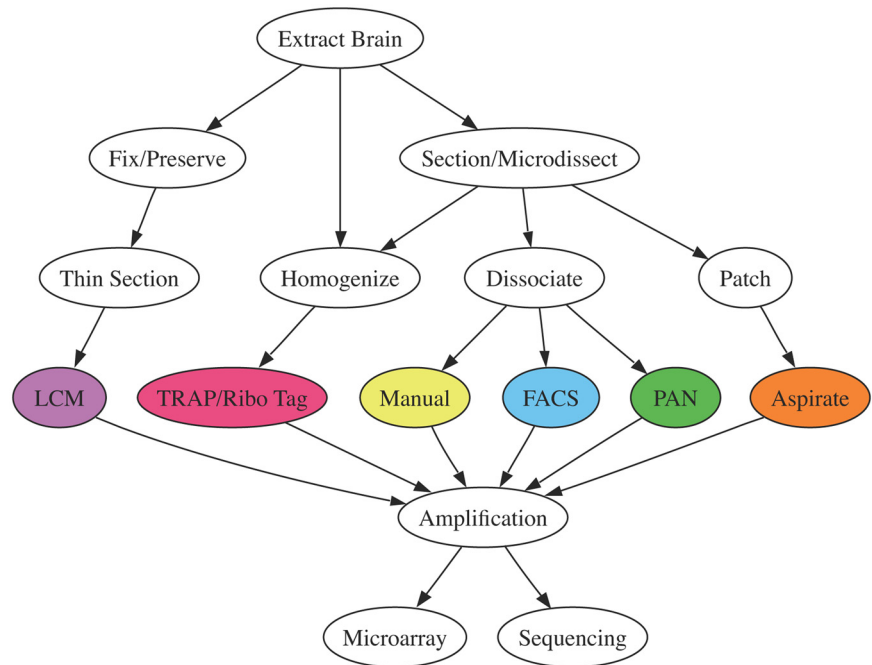 Extract Brain
Fix/Preserve
Section/Microdissect
Thin Section
Homogenize
Dissociate
Patch
LCM
TRAP/Ribo Tag
Manual
FACS
PAN
Aspirate
Amplification
Microarray
Sequencing